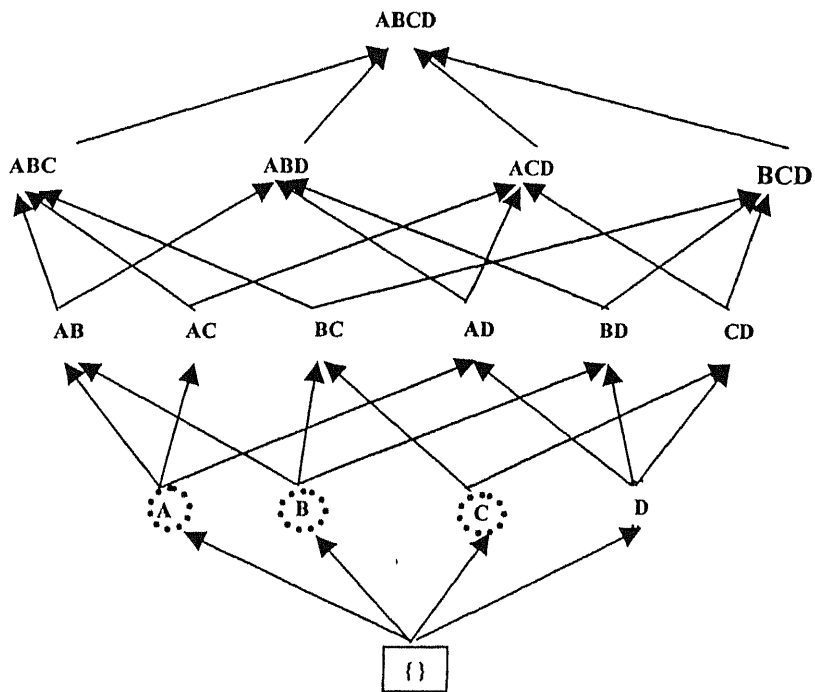 ABCD
ABC ABD ACD BCD
AB AC BC AD BD CD
A B C D
{ }